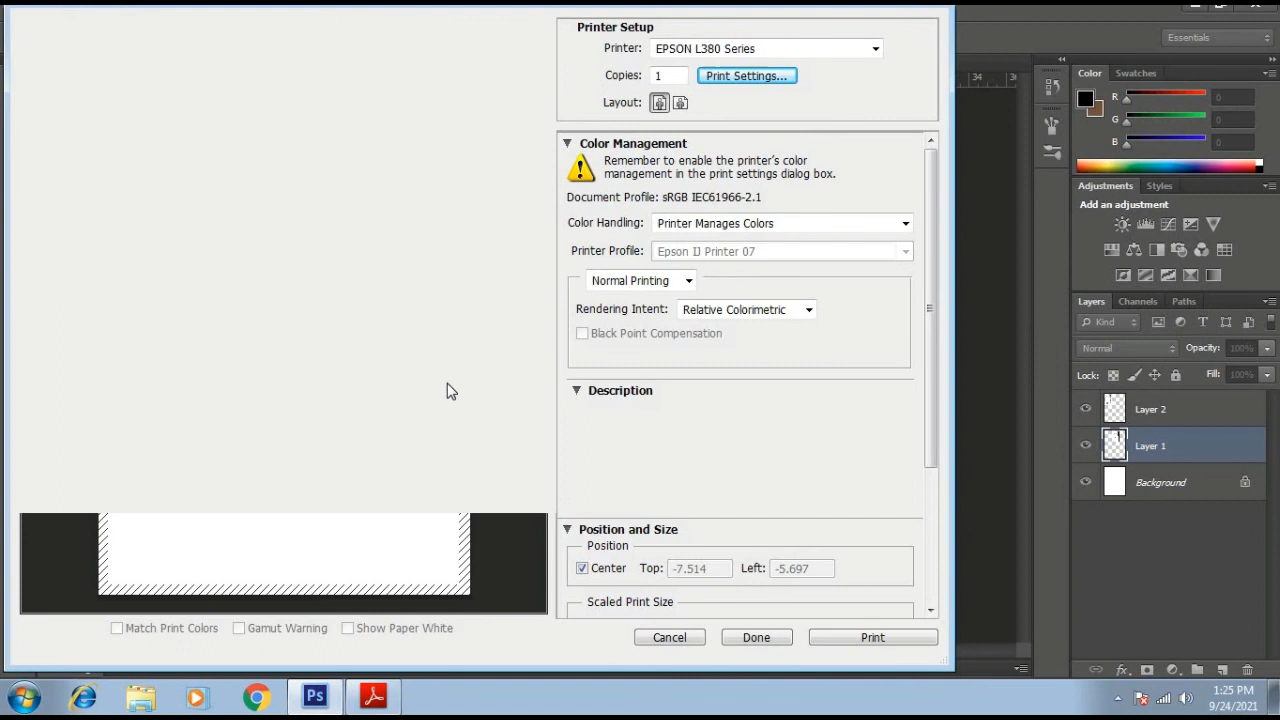 Printer Setup
Printer: EPSON L380 Series
Copies: 1 Print Settings...
Layout:
Color Management
Remember to enable the printer's color
management in the print settings dialog box.
Document Profile: sRGB IEC61966-2.1
Color Handling: Printer Manages Colors
Printer Profile: Epson IJ Printer 07
Normal Printing
Rendering Intent: Relative Colorimetric
Black Point Compensation
Description
Position and Size
Position
Center Top: -7.514 Left: -5.697
Scaled Print Size
Match Print Colors Gamut Warning Show Paper White
Cancel Done Print
Essentials
34
Color Swatches
R 0
G 0
B 0
Adjustments Styles
Add an adjustment
Layers Channels Paths
Kind
Normal Opacity: 100%
Lock: Fill: 100%
Layer 2
Layer 1
Background
Ps
1:25 PM
9/24/2021